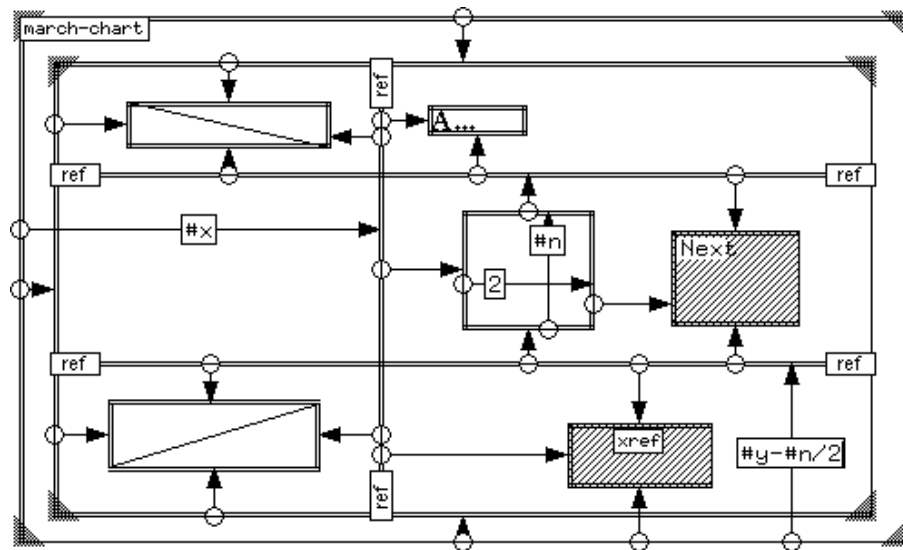 march-chart
ref
A...
ref
ref
#x
#n
Next
2
ref
ref
xref
#y-#n/2
ref